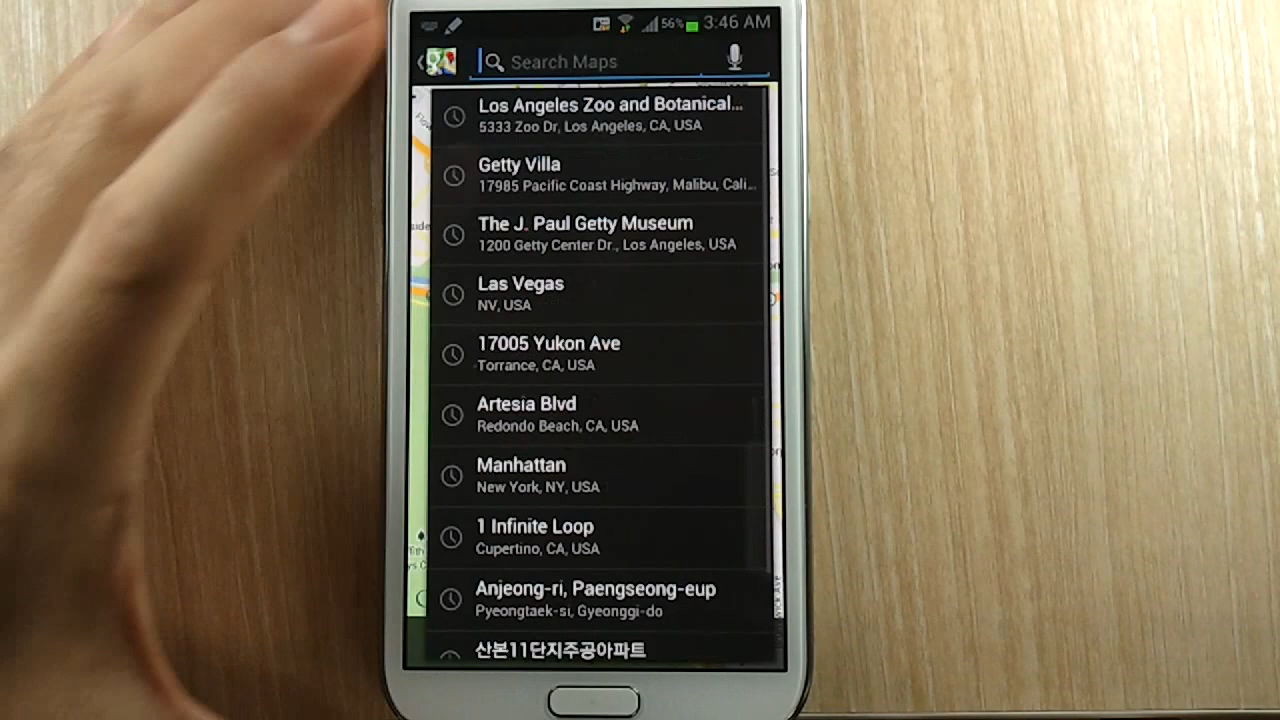 56% 3:46 AM
Search Maps
Los Angeles Zoo and Botanical...
5333 Zoo Dr, Los Angeles, CA, USA
Getty Villa
17985 Pacific Coast Highway, Malibu, Cali...
The J. Paul Getty Museum
1200 Getty Center Dr., Los Angeles, USA
Las Vegas
NV, USA
17005 Yukon Ave
Torrance, CA, USA
Artesia Blvd
Redondo Beach, CA, USA
Manhattan
New York, NY, USA
1 Infinite Loop
Cupertino, CA, USA
Anjeong-ri, Paengseong-eup
Pyeongtaek-si, Gyeonggi-do
산본11단지주공아파트